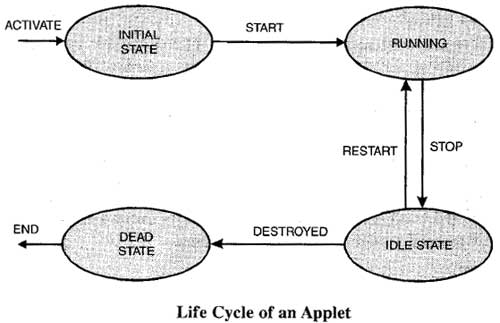 ACTIVATE
INITIAL
STATE
START
RUNNING
RESTART
STOP
END
DEAD
STATE
DESTROYED
IDLE STATE
Life Cycle of an Applet